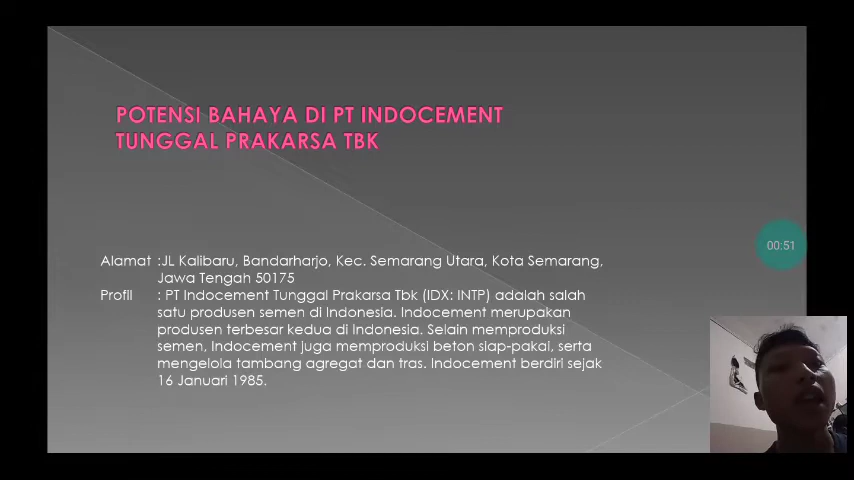 POTENSI BAHAYA DI PT INDOCEMENT
TUNGGAL PRAKARSA TBK
Alamat :JL Kalibaru, Bandarharjo, Kec. Semarang Utara, Kota Semarang,
Jawa Tengah 50175
Profil : PT Indocement Tunggal Prakarsa Tbk (IDX: INTP) adalah salah
satu produsen semen di Indonesia. Indocement merupakan
produsen terbesar kedua di Indonesia. Selain memproduksi
semen, Indocement juga memproduksi beton siap-pakai, serta
mengelola tambang agregat dan tras. Indocement berdiri sejak
16 Januari 1985.
00:51